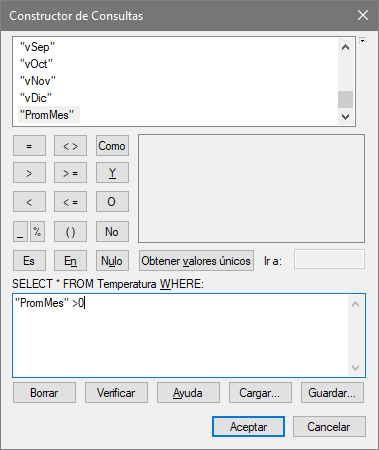 Constructor de Consultas
"vSep"
"vOct"
"vNov"
"vDic"
"PromMes"
= < > Como
> > = Y
< < = O
_ % ( ) No
Es En Nulo Obtener valores únicos Ir a:
SELECT * FROM Temperatura WHERE:
"PromMes" >0
Borrar Verificar Ayuda Cargar... Guardar...
Aceptar Cancelar